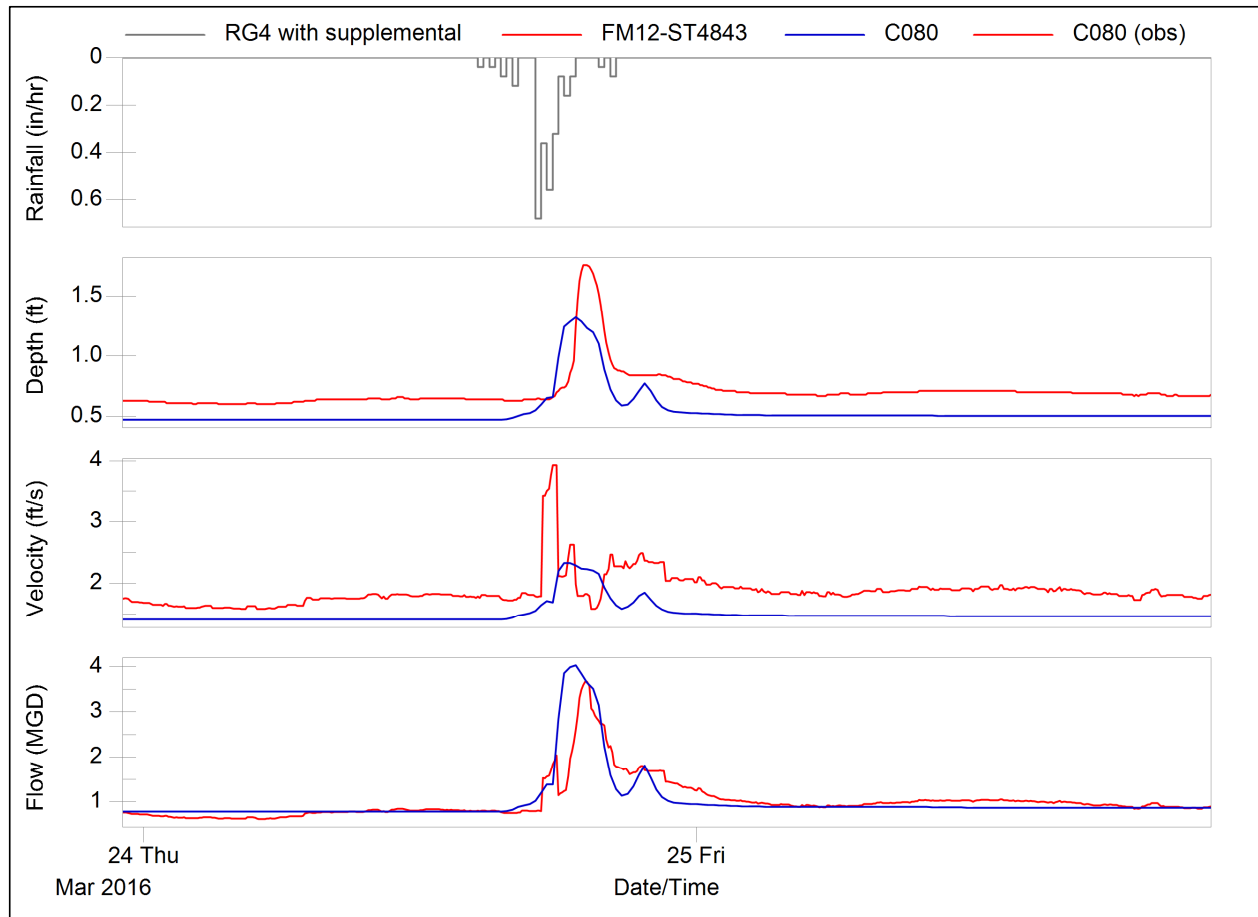 RG4 with supplemental FM12-ST4843 C080 C080 (obs)
Rainfall (in/hr)
0
0.2
0.4
0.6
Depth (ft)
1.5
1.0
0.5
Velocity (ft/s)
4
3
2
Flow (MGD)
4
3
2
1
24 Thu 25 Fri
Mar 2016 Date/Time